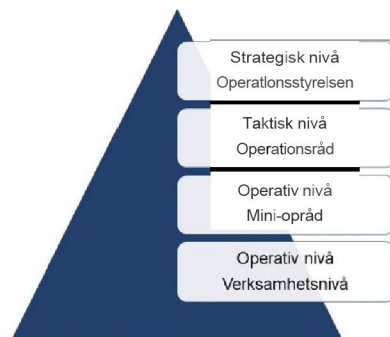 Strategisk nivå
Operationsstyrelsen
Taktisk nivå
Operationsråd
Operativ nivå
Mini-opråd
Operativ nivå
Verksamhetsnivå